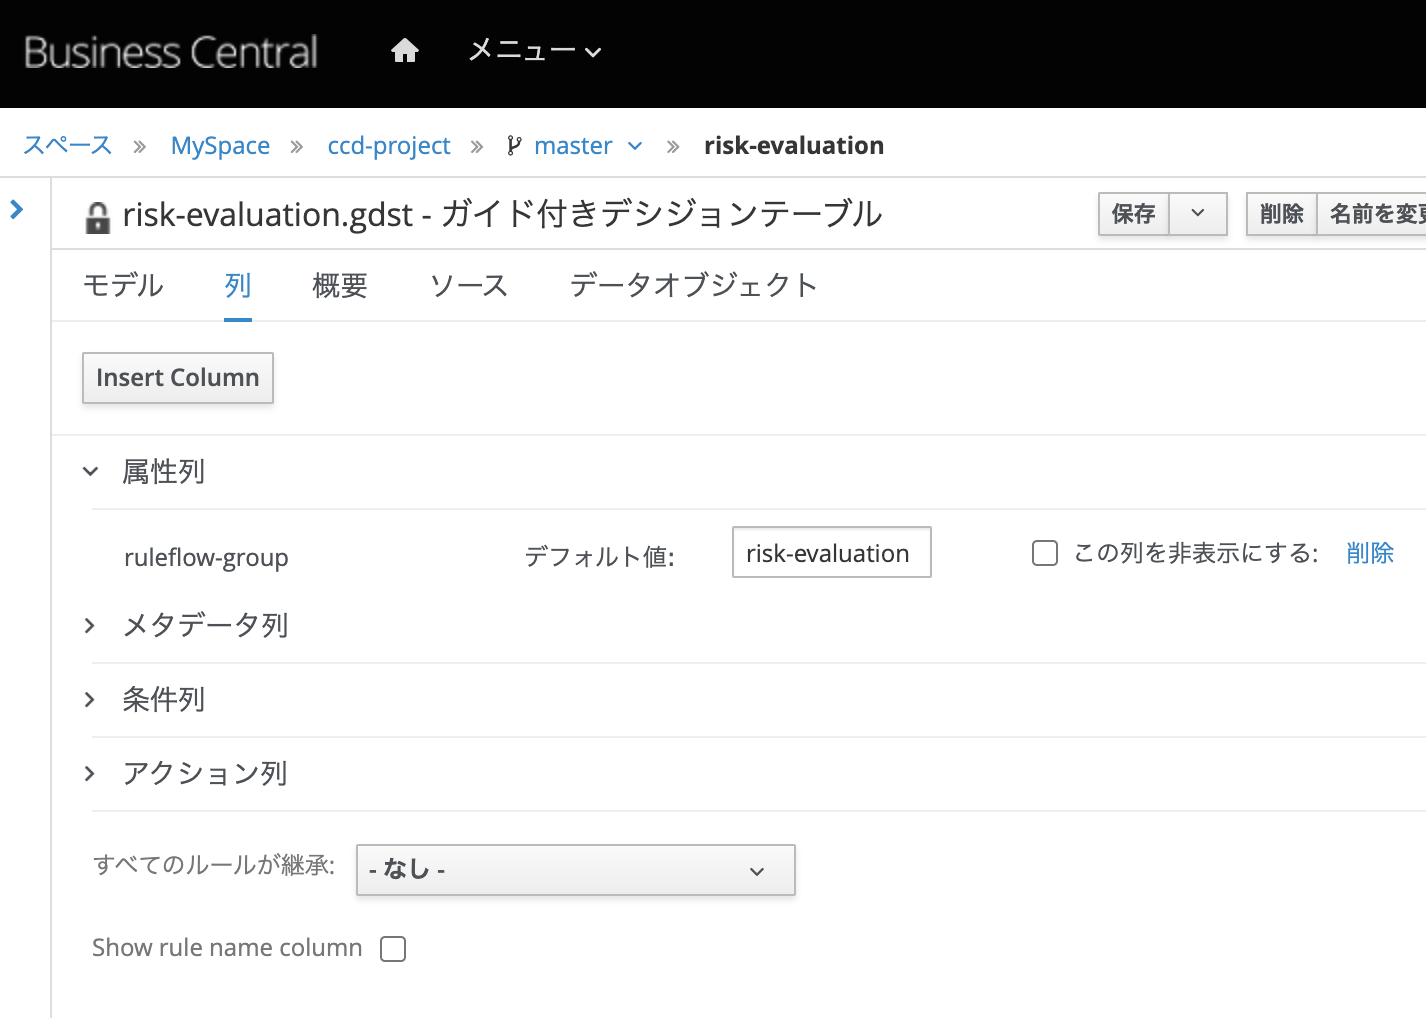 Business Central メニュー
スペース » MySpace » ccd-project » master » risk-evaluation
risk-evaluation.gdst - ガイド付きデシジョンテーブル 保存 削除 名前を変
モデル 列 概要 ソース データオブジェクト
Insert Column
属性列
ruleflow-group デフォルト値: risk-evaluation この列を非表示にする: 削除
メタデータ列
条件列
アクション列
すべてのルールが継承: - なし -
Show rule name column